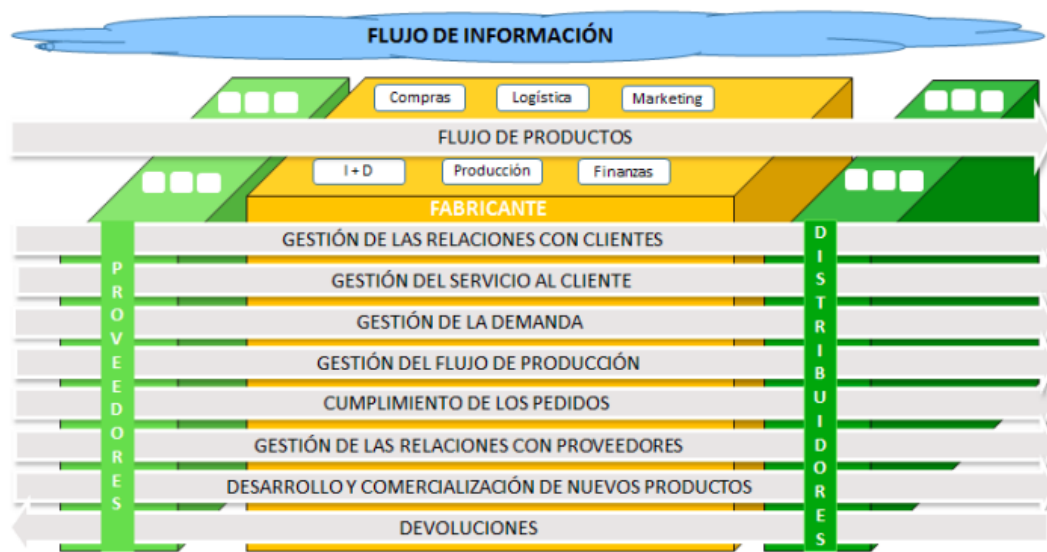 FLUJO DE INFORMACIÓN
Compras
Logística
Marketing
FLUJO DE PRODUCTOS
I + D
Producción
Finanzas
FABRICANTE
GESTIÓN DE LAS RELACIONES CON CLIENTES
GESTIÓN DEL SERVICIO AL CLIENTE
GESTIÓN DE LA DEMANDA
GESTIÓN DEL FLUJO DE PRODUCCIÓN
CUMPLIMIENTO DE LOS PEDIDOS
GESTIÓN DE LAS RELACIONES CON PROVEEDORES
DESARROLLO Y COMERCIALIZACIÓN DE NUEVOS PRODUCTOS
DEVOLUCIONES
PROVEEDORES
DISTRIBUIDORES